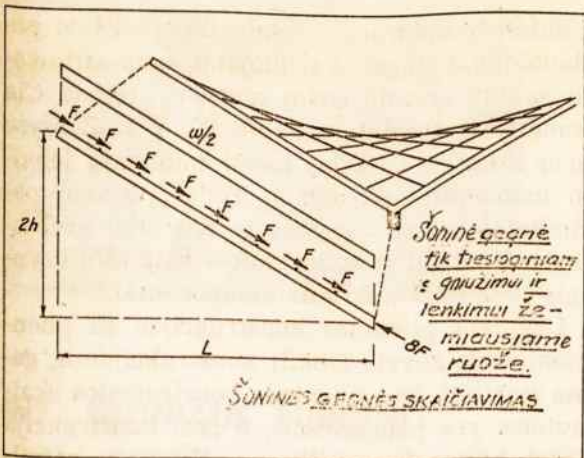 F
F
F
F
F
F
F
F
ω/2
2h
L
8F
Šoninė gegnė
tik tiesioginiam
gniužimui ir
lenkimui že-
miausiame
ruože.
ŠONINĖS GEGNĖS SKAIČIAVIMAS